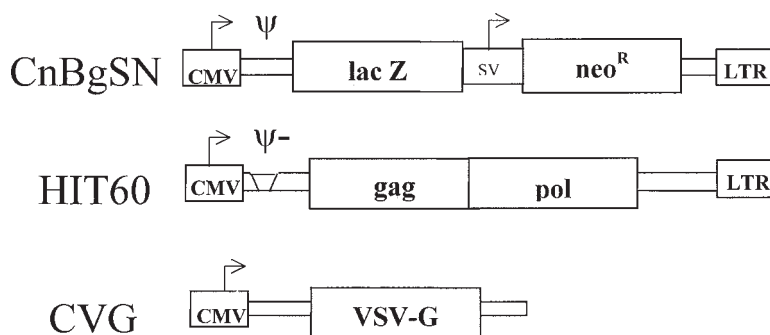 ψ
CnBgSN CMV lac Z SV neo^R LTR
ψ-
HIT60 CMV gag pol LTR
CVG CMV VSV-G